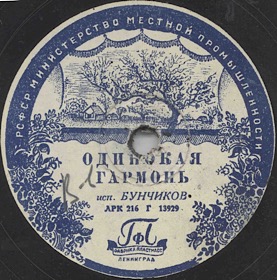 РСФСР МИНИСТЕРСТВО МЕСТНОЙ ПРОМЫШЛЕННОСТИ
ОДИНОКАЯ
ГАРМОНЬ
исп. БУНЧИКОВ
АРК 216 Г 13929
ФАБРИКА ПЛАСТМАСС
ЛЕНИНГРАД